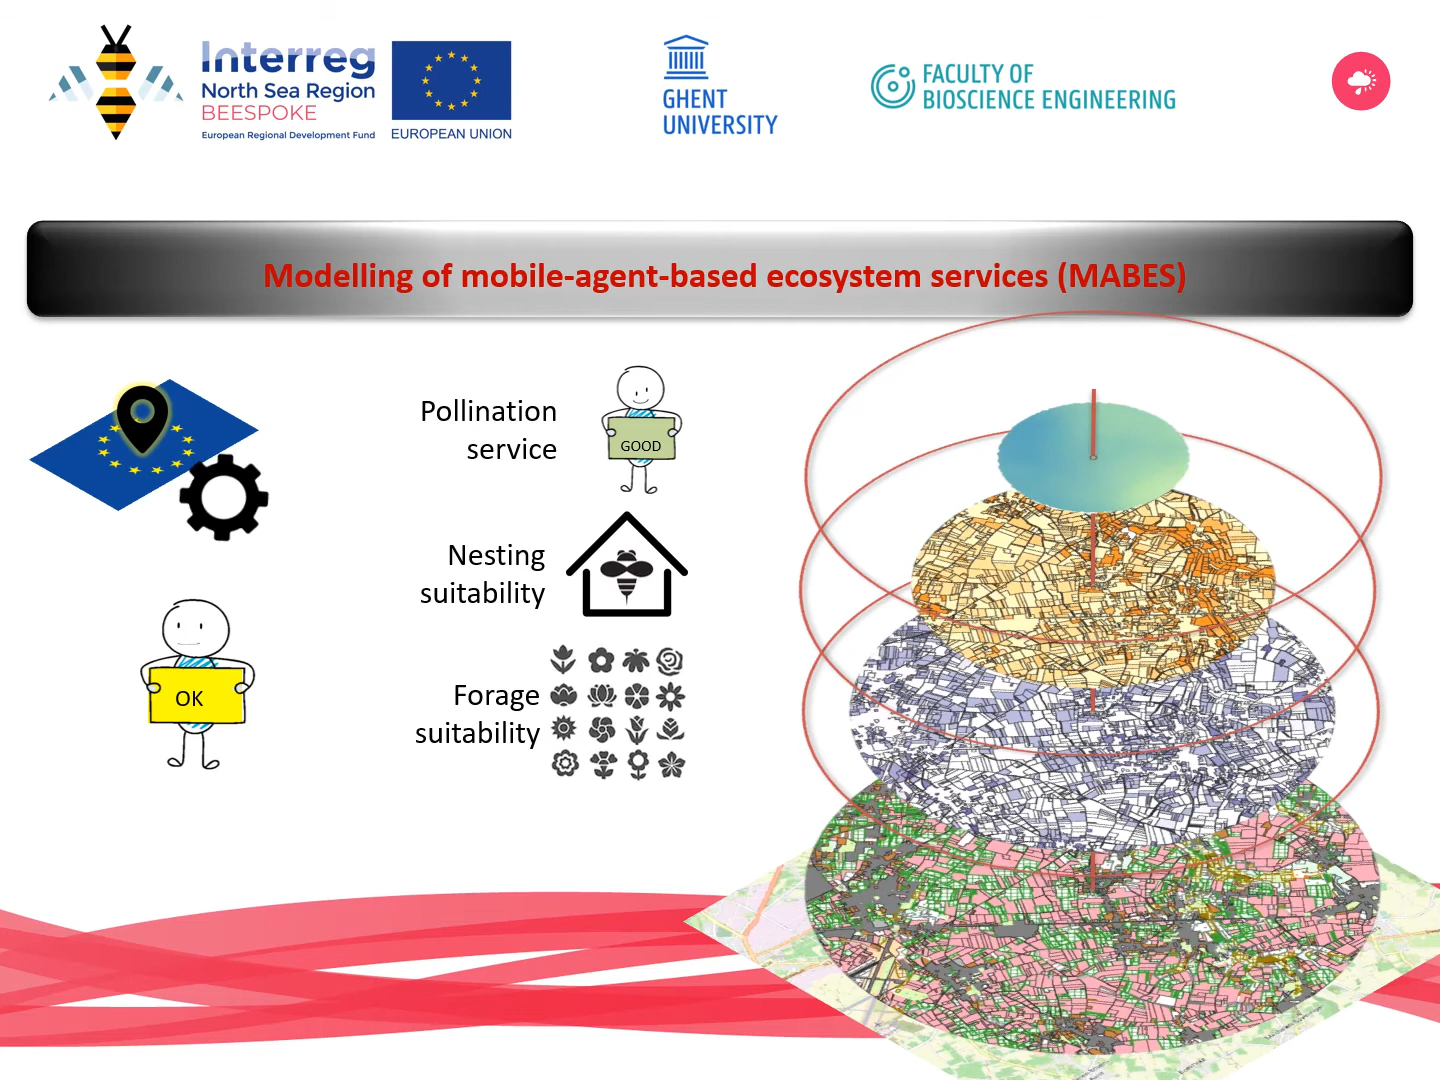 Interreg
North Sea Region
BEESPOKE
European Regional Development Fund
EUROPEAN UNION
GHENT
UNIVERSITY
FACULTY OF
BIOSCIENCE ENGINEERING
Modelling of mobile-agent-based ecosystem services (MABES)
Pollination
service
GOOD
Nesting
suitability
OK
Forage
suitability